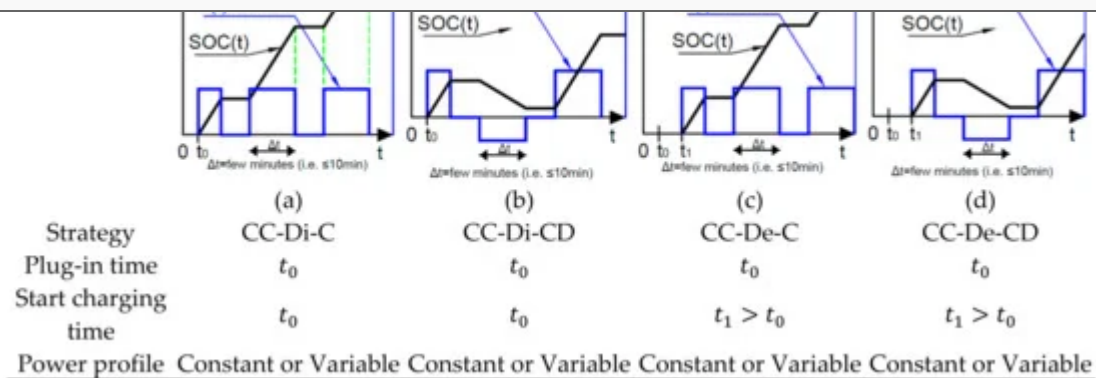 SOC(t) SOC(t) SOC(t) SOC(t)
0 t₀ t 0 t₀ t 0 t₀ t₁ t 0 t₀ t₁ t
Δt Δt Δt Δt
Δt=few minutes (i.e. ≤10min) Δt=few minutes (i.e. ≤10min) Δt=few minutes (i.e. ≤10min) Δt=few minutes (i.e. ≤10min)
(a) (b) (c) (d)
Strategy CC-Di-C CC-Di-CD CC-De-C CC-De-CD
Plug-in time t₀ t₀ t₀ t₀
Start charging
time t₀ t₀ t₁ > t₀ t₁ > t₀
Power profile Constant or Variable Constant or Variable Constant or Variable Constant or Variable